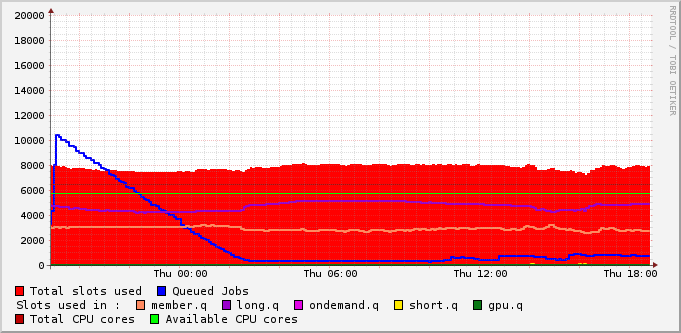 20000
18000
16000
14000
12000
10000
8000
6000
4000
2000
0
Thu 00:00 Thu 06:00 Thu 12:00 Thu 18:00
Total slots used Queued Jobs
Slots used in : member.q long.q ondemand.q short.q gpu.q
Total CPU cores Available CPU cores
RRDTOOL / TOBI OETIKER